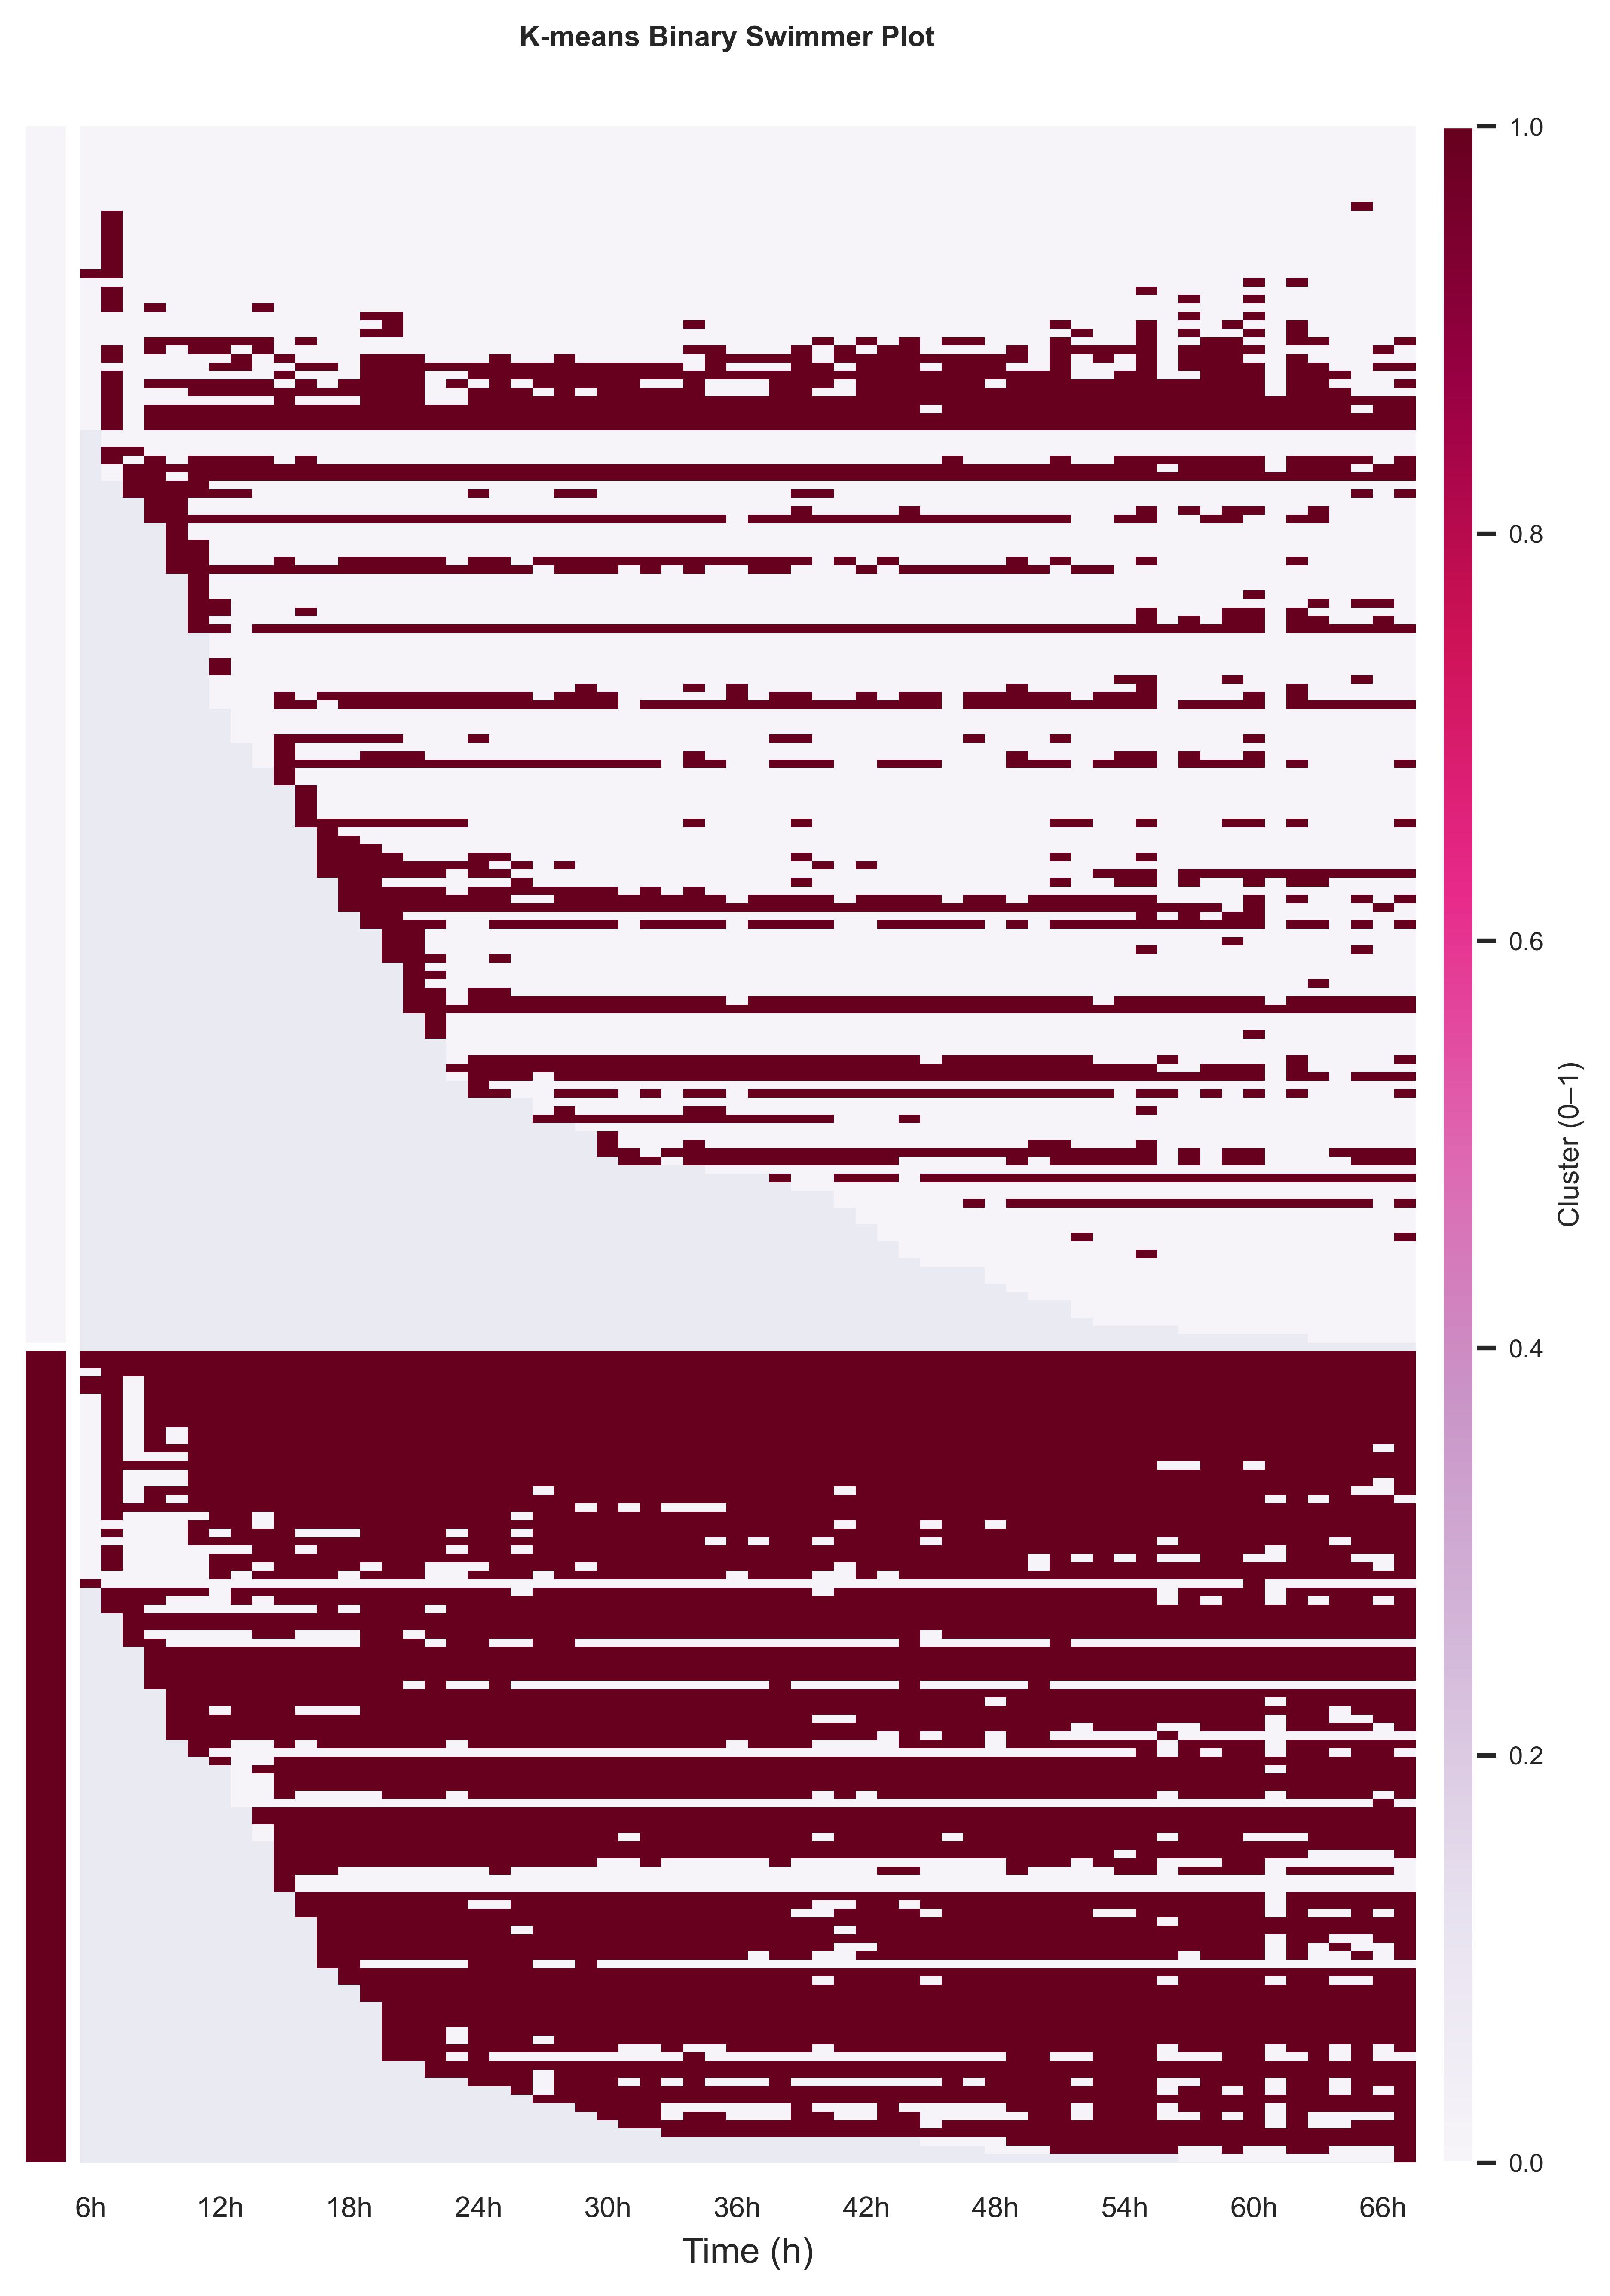 K-means Binary Swimmer Plot
1.0
0.8
0.6
0.4
0.2
0.0
Cluster (0–1)
6h 12h 18h 24h 30h 36h 42h 48h 54h 60h 66h
Time (h)